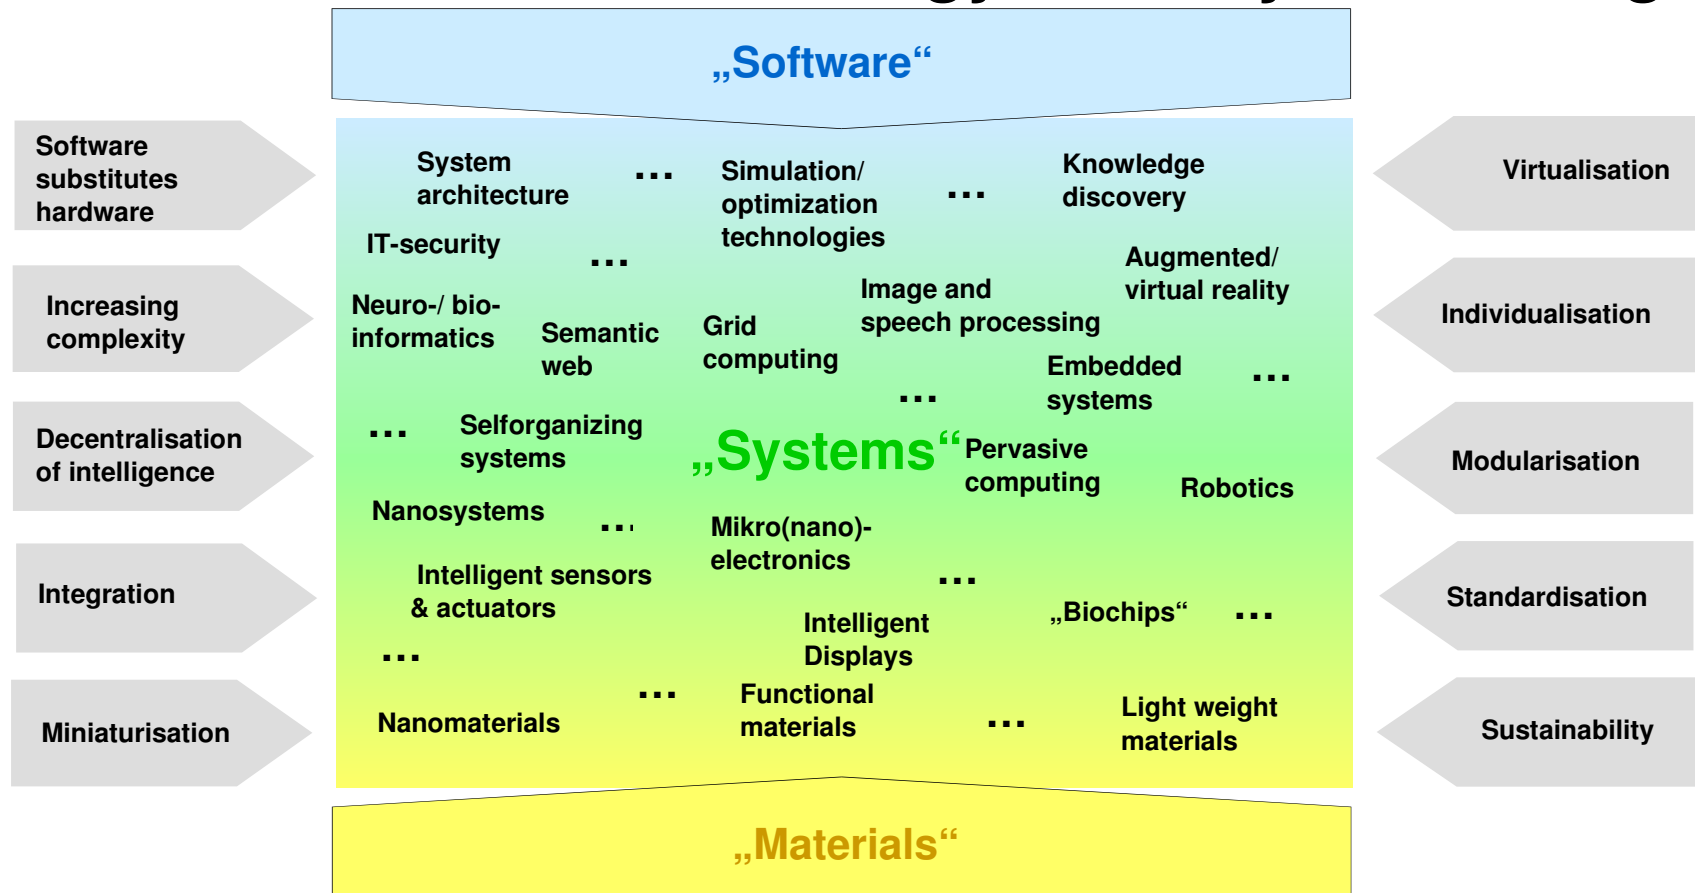 „Software“
Software
substitutes
hardware
Increasing
complexity
Decentralisation
of intelligence
Integration
Miniaturisation
System
architecture
...
Simulation/
optimization
technologies
...
Knowledge
discovery
IT-security
...
Augmented/
virtual reality
Neuro-/ bio-
informatics
Semantic
web
Grid
computing
Image and
speech processing
Embedded
systems
...
...
...
Selforganizing
systems
„Systems“
Pervasive
computing
Robotics
Nanosystems
...
Mikro(nano)-
electronics
Intelligent sensors
& actuators
...
Intelligent
Displays
„Biochips“
...
...
Nanomaterials
...
Functional
materials
...
Light weight
materials
Virtualisation
Individualisation
Modularisation
Standardisation
Sustainability
„Materials“